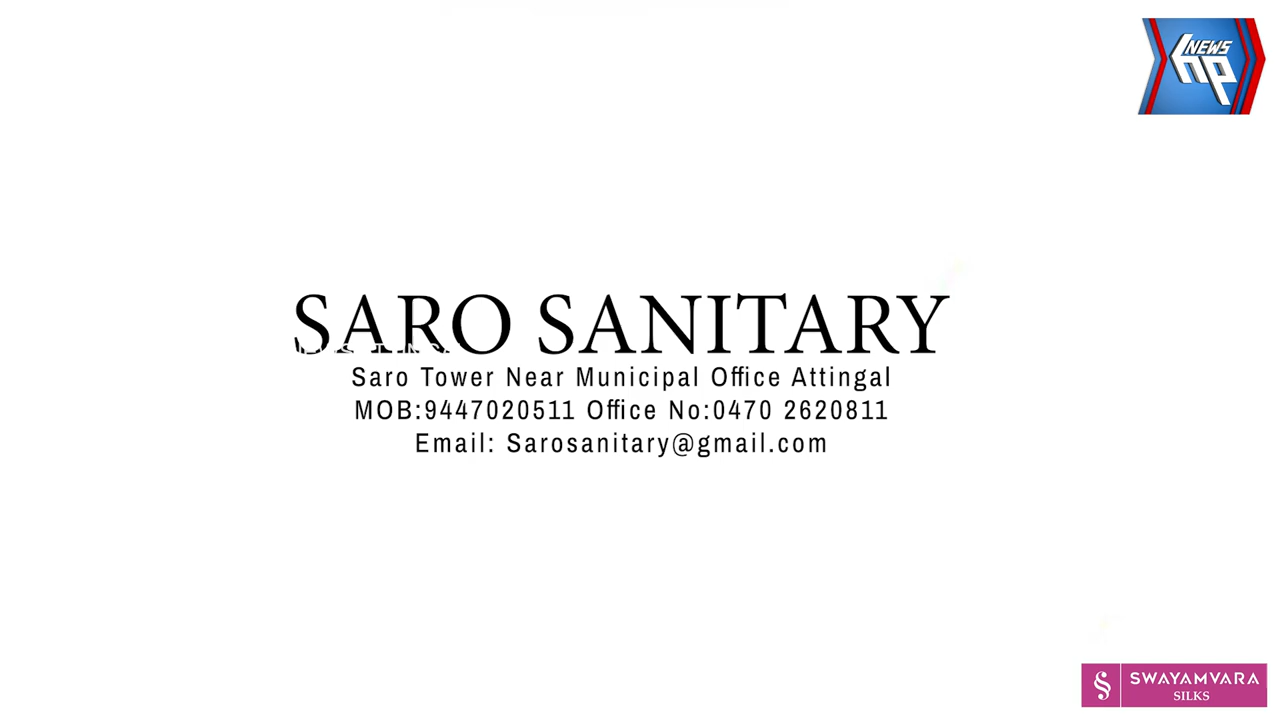 NEWS
hp
SARO SANITARY
Saro Tower Near Municipal Office Attingal
MOB:9447020511 Office No:0470 2620811
Email: Sarosanitary@gmail.com
SWAYAMVARA
SILKS